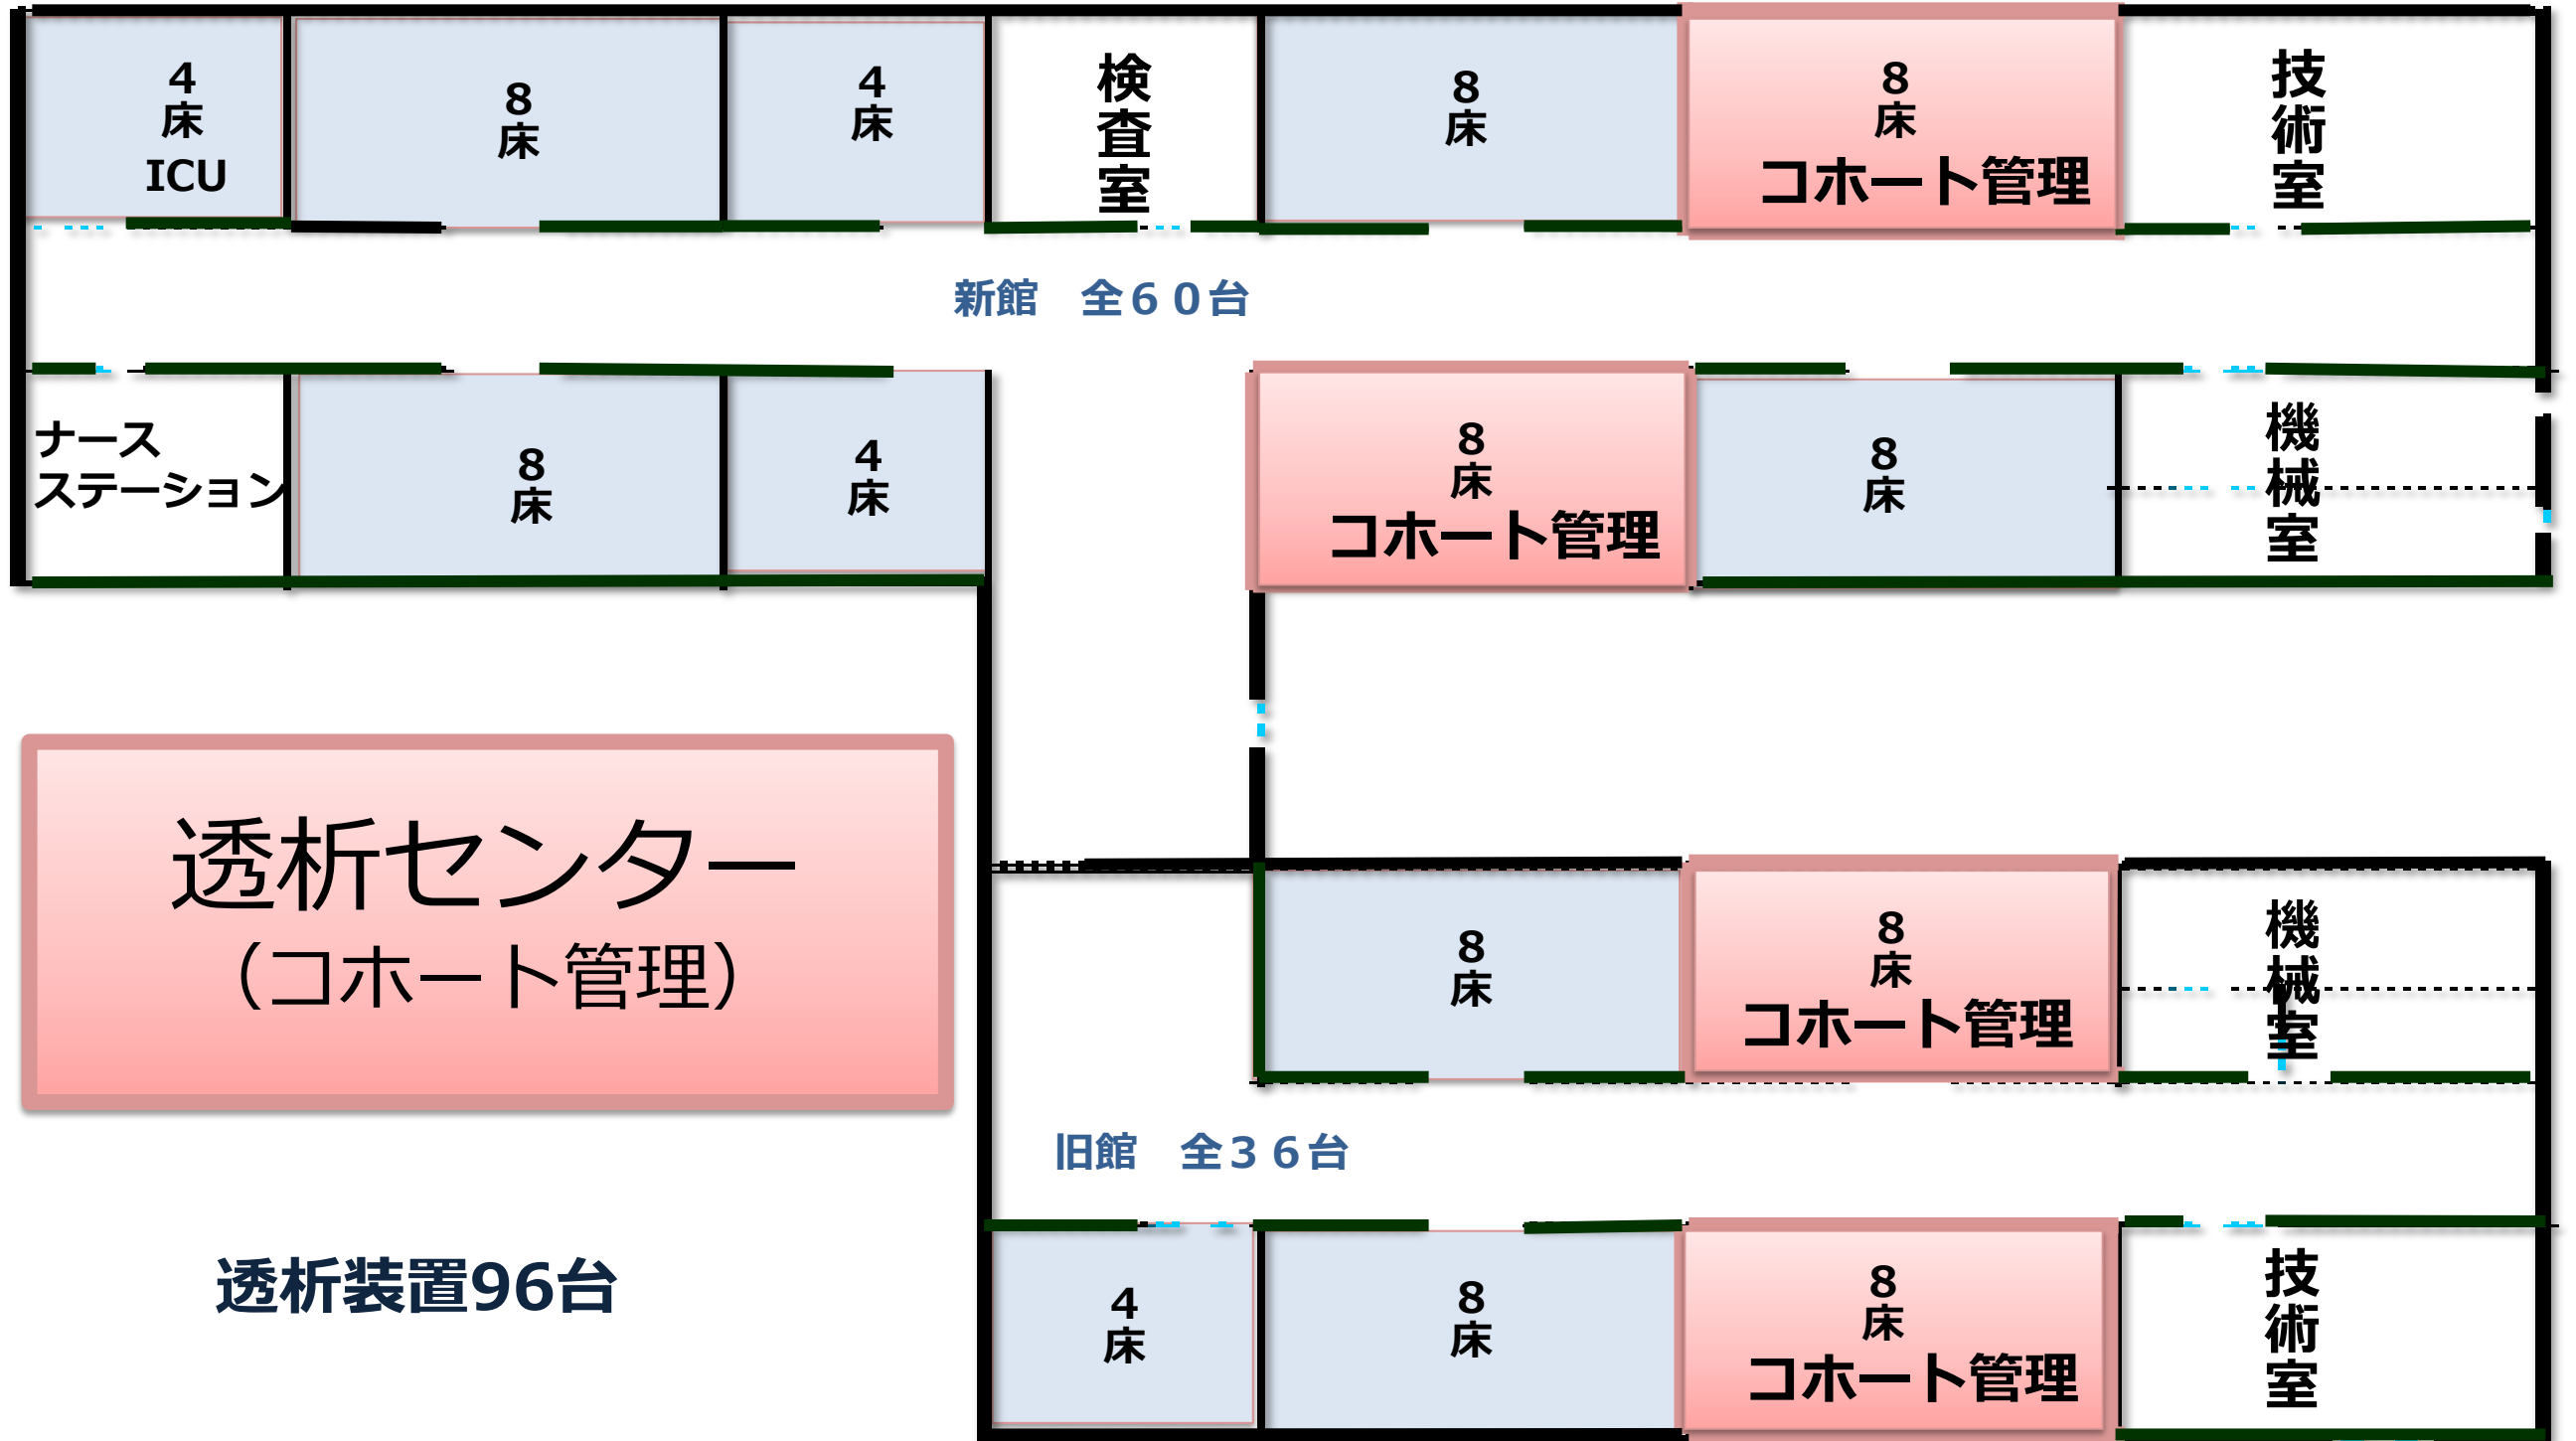 4
床
ICU
8
床
4
床
検査室
8
床
8
床
コホート管理
技術室
新館　全６０台
ナース
ステーション
8
床
4
床
8
床
コホート管理
8
床
機械室
透析センター
（コホート管理）
8
床
8
床
コホート管理
機械室
旧館　全３６台
透析装置96台
4
床
8
床
8
床
コホート管理
技術室